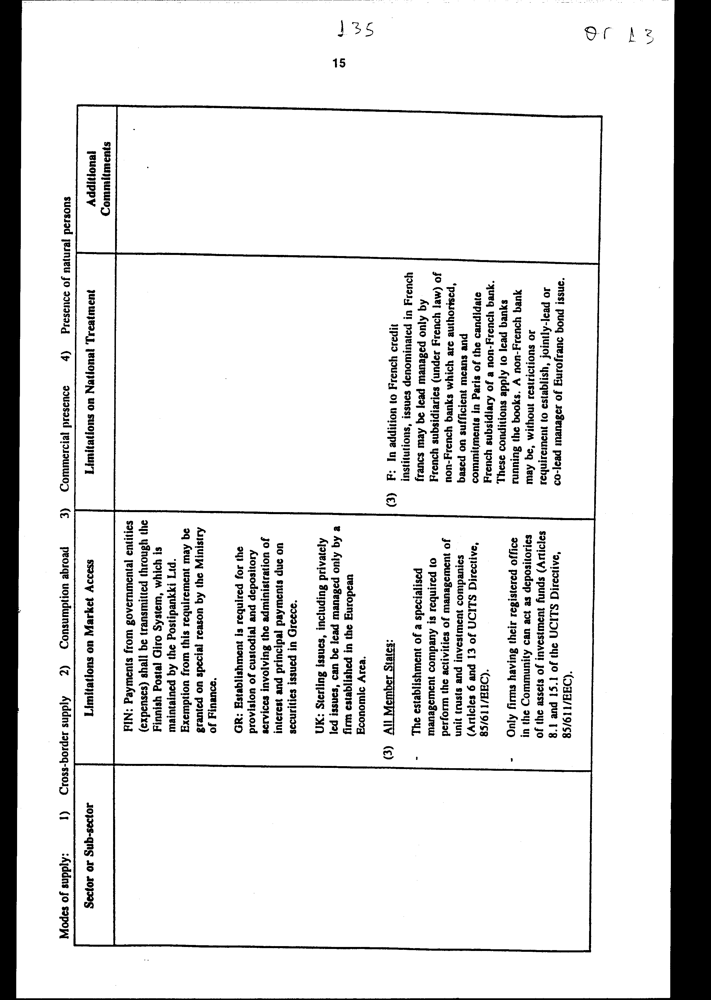 135
or 13
15
Modes of supply: 1) Cross-border supply 2) Consumption abroad 3) Commercial presence 4) Presence of natural persons
Sector or Sub-sector
Limitations on Market Access
Limitations on National Treatment
Additional
Commitments
FIN: Payments from governmental entities
(expenses) shall be transmitted through the
Finnish Postal Giro System, which is
maintained by the Postipankki Ltd.
Exemption from this requirement may be
granted on special reason by the Ministry
of Finance.
GR: Establishment is required for the
provision of custodial and depository
services involving the administration of
interest and principal payments due on
securities issued in Greece.
UK: Sterling issues, including privately
led issues, can be lead managed only by a
firm established in the European
Economic Area.
(3) All Member States:
- The establishment of a specialised
management company is required to
perform the activities of management of
unit trusts and investment companies
(Articles 6 and 13 of UCITS Directive,
85/611/EEC).
- Only firms having their registered office
in the Community can act as depositories
of the assets of investment funds (Articles
8.1 and 15.1 of the UCITS Directive,
85/611/EEC).
(3) F: In addition to French credit
institutions, issues denominated in French
francs may be lead managed only by
French subsidiaries (under French law) of
non-French banks which are authorised,
based on sufficient means and
commitments in Paris of the candidate
French subsidiary of a non-French bank.
These conditions apply to lead banks
running the books. A non-French bank
may be, without restrictions or
requirement to establish, jointly-lead or
co-lead manager of Eurofranc bond issue.